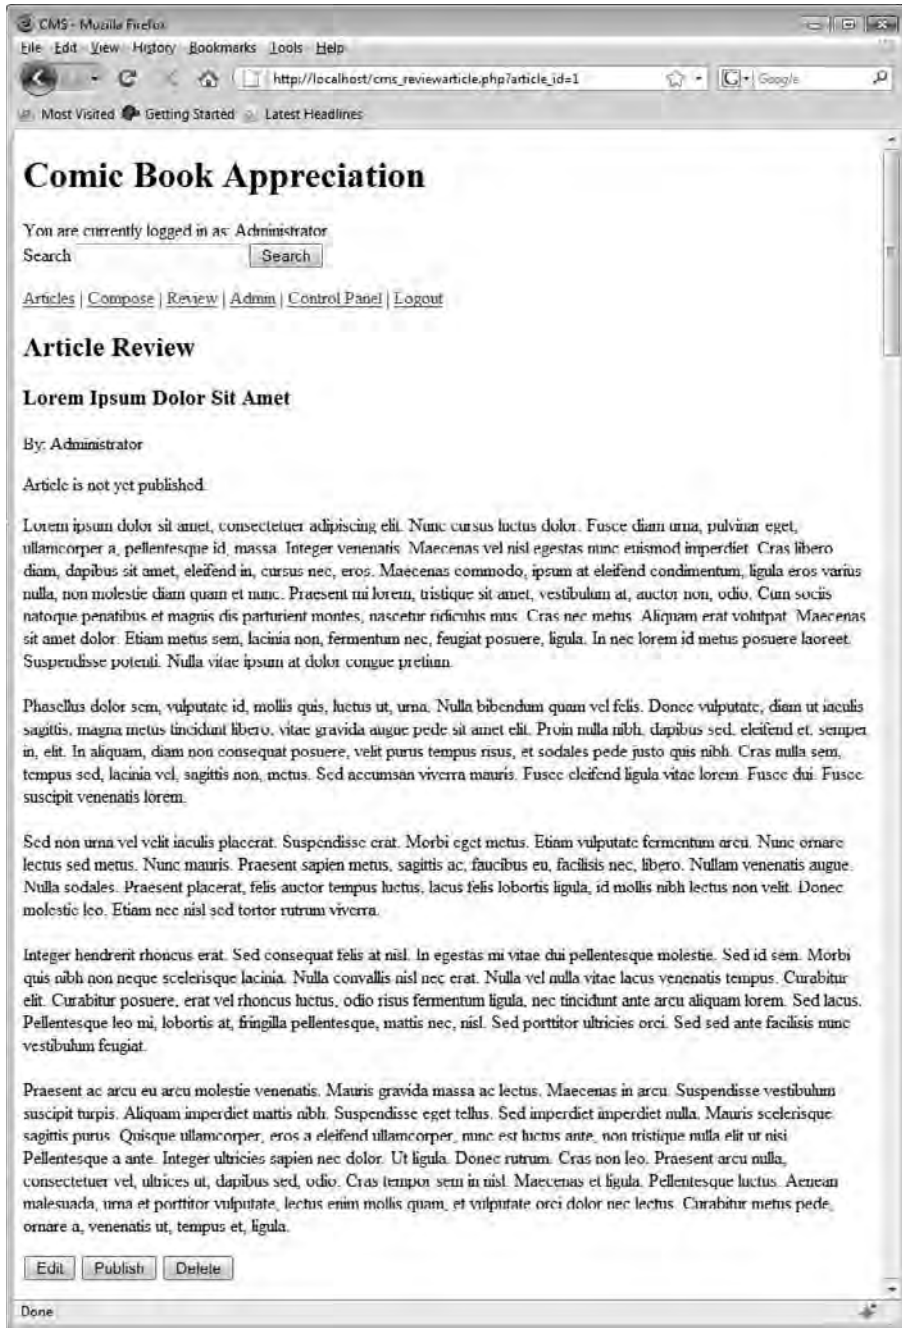 CMS - Mozilla Firefox
File Edit View History Bookmarks Tools Help
http://localhost/cms_reviewarticle.php?article_id=1
Google
Most Visited Getting Started Latest Headlines
Comic Book Appreciation
You are currently logged in as: Administrator
Search Search
Articles | Compose | Review | Admin | Control Panel | Logout
Article Review
Lorem Ipsum Dolor Sit Amet
By: Administrator
Article is not yet published.
Lorem ipsum dolor sit amet, consectetuer adipiscing elit. Nunc cursus luctus dolor. Fusce diam urna, pulvinar eget,
ullamcorper a, pellentesque id, massa. Integer venenatis. Maecenas vel nisl egestas nunc euismod imperdiet. Cras libero
diam, dapibus sit amet, eleifend in, cursus nec, eros. Maecenas commodo, ipsum at eleifend condimentum, ligula eros varius
nulla, non molestie diam quam et nunc. Praesent mi lorem, tristique sit amet, vestibulum at, auctor non, odio. Cum sociis
natoque penatibus et magnis dis parturient montes, nascetur ridiculus mus. Cras nec metus. Aliquam erat volutpat. Maecenas
sit amet dolor. Etiam metus sem, lacinia non, fermentum nec, feugiat posuere, ligula. In nec lorem id metus posuere laoreet.
Suspendisse potenti. Nulla vitae ipsum at dolor congue pretium.
Phasellus dolor sem, vulputate id, mollis quis, luctus ut, urna. Nulla bibendum quam vel felis. Donec vulputate, diam ut iaculis
sagittis, magna metus tincidunt libero, vitae gravida augue pede sit amet elit. Proin nulla nibh, dapibus sed, eleifend et, semper
in, elit. In aliquam, diam non consequat posuere, velit purus tempus risus, et sodales pede justo quis nibh. Cras nulla sem,
tempus sed, lacinia vel, sagittis non, metus. Sed accumsan viverra mauris. Fusce eleifend ligula vitae lorem. Fusce dui. Fusce
suscipit venenatis lorem.
Sed non urna vel velit iaculis placerat. Suspendisse erat. Morbi eget metus. Etiam vulputate fermentum arcu. Nunc ornare
lectus sed metus. Nunc mauris. Praesent sapien metus, sagittis ac, faucibus eu, facilisis nec, libero. Nullam venenatis augue.
Nulla sodales. Praesent placerat, felis auctor tempus luctus, lacus felis lobortis ligula, id mollis nibh lectus non velit. Donec
molestie leo. Etiam nec nisl sed tortor rutrum viverra.
Integer hendrerit rhoncus erat. Sed consequat felis at nisl. In egestas mi vitae dui pellentesque molestie. Sed id sem. Morbi
quis nibh non neque scelerisque lacinia. Nulla convallis nisl nec erat. Nulla vel nulla vitae lacus venenatis tempus. Curabitur
elit. Curabitur posuere, erat vel rhoncus luctus, odio risus fermentum ligula, nec tincidunt ante arcu aliquam lorem. Sed lacus.
Pellentesque leo mi, lobortis at, fringilla pellentesque, mattis nec, nisl. Sed porttitor ultricies orci. Sed sed ante facilisis nunc
vestibulum feugiat.
Praesent ac arcu eu arcu molestie venenatis. Mauris gravida massa ac lectus. Maecenas in arcu. Suspendisse vestibulum
suscipit turpis. Aliquam imperdiet mattis nibh. Suspendisse eget tellus. Sed imperdiet imperdiet nulla. Mauris scelerisque
sagittis purus. Quisque ullamcorper, eros a eleifend ullamcorper, nunc est luctus ante, non tristique nulla elit ut nisi.
Pellentesque a ante. Integer ultricies sapien nec dolor. Ut ligula. Donec rutrum. Cras non leo. Praesent arcu nulla,
consectetuer vel, ultrices ut, dapibus sed, odio. Cras tempor sem in nisl. Maecenas et ligula. Pellentesque luctus. Aenean
malesuada, urna et porttitor vulputate, lectus enim mollis quam, et vulputate orci dolor nec lectus. Curabitur metus pede,
ornare a, venenatis ut, tempus et, ligula.
Edit Publish Delete
Done